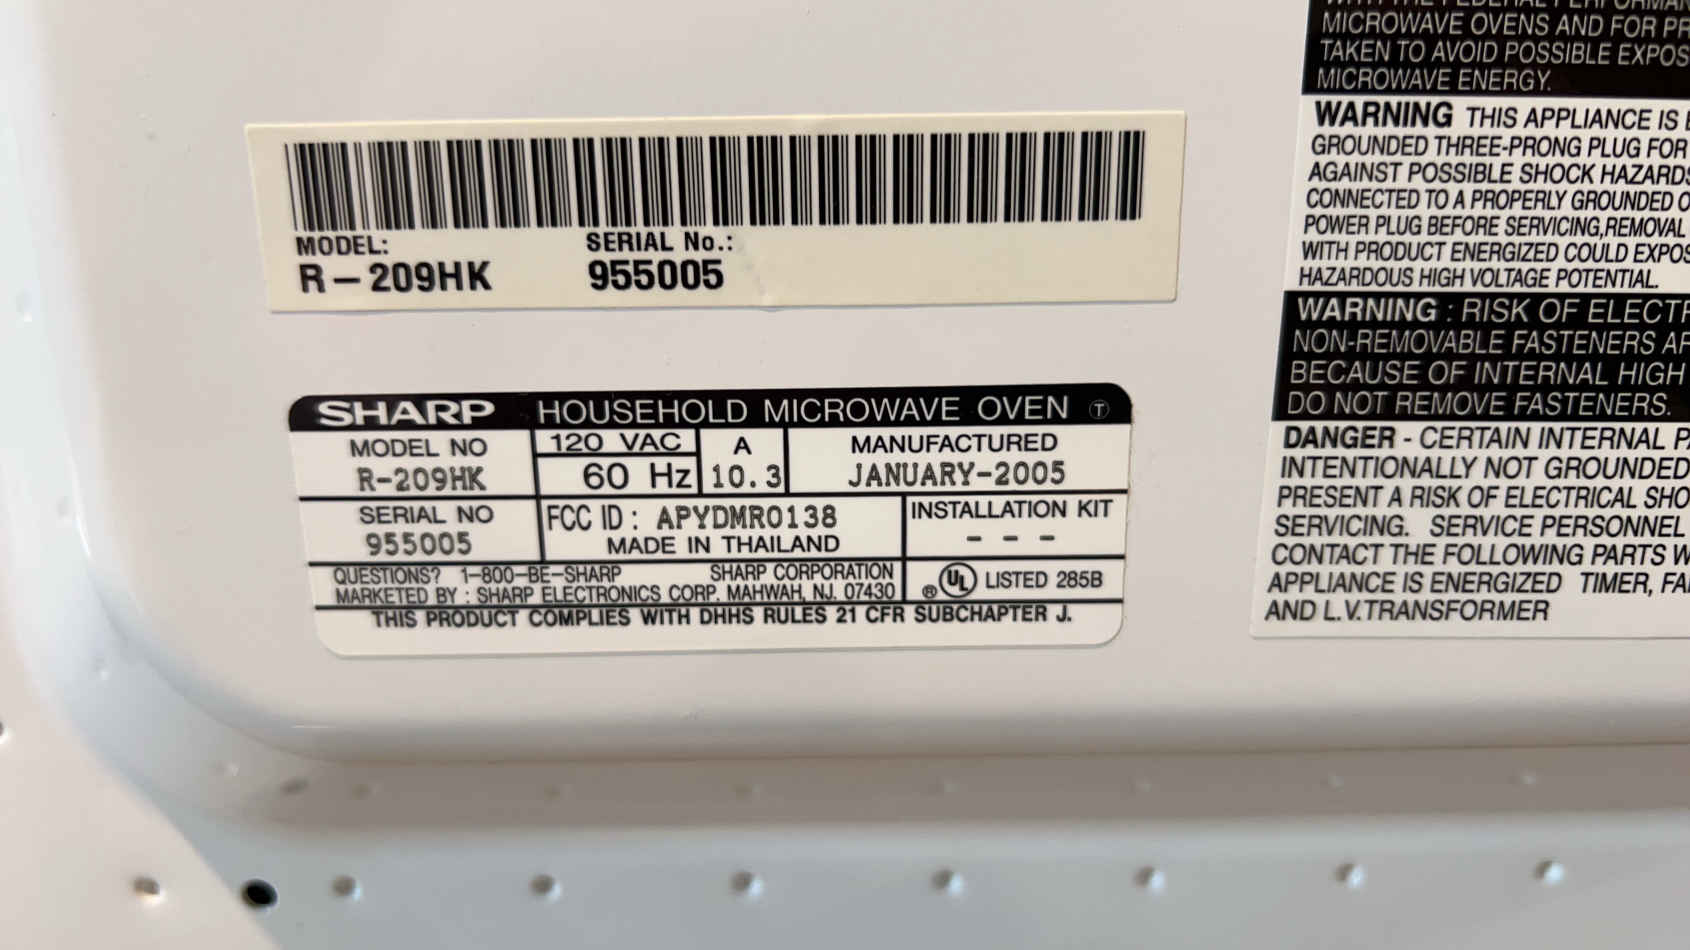 MODEL: SERIAL No.:
R-209HK 955005
SHARP HOUSEHOLD MICROWAVE OVEN T
MODEL NO
R-209HK
120 VAC
60 Hz
A
10.3
MANUFACTURED
JANUARY-2005
SERIAL NO
955005
FCC ID : APYDMR0138
MADE IN THAILAND
INSTALLATION KIT
- - -
QUESTIONS? 1-800-BE-SHARP SHARP CORPORATION
MARKETED BY : SHARP ELECTRONICS CORP. MAHWAH, NJ. 07430
® UL LISTED 285B
THIS PRODUCT COMPLIES WITH DHHS RULES 21 CFR SUBCHAPTER J.
WITH THE FEDERAL
MICROWAVE OVENS AND FOR
TAKEN TO AVOID POSSIBLE
MICROWAVE ENERGY.
WARNING THIS APPLIANCE IS
GROUNDED THREE-PRONG PLUG FOR
AGAINST POSSIBLE SHOCK
CONNECTED TO A PROPERLY GROUNDED
POWER PLUG BEFORE SERVICING,REMOVAL
WITH PRODUCT ENERGIZED COULD
HAZARDOUS HIGH VOLTAGE POTENTIAL.
WARNING : RISK OF
NON-REMOVABLE FASTENERS
BECAUSE OF INTERNAL HIGH
DO NOT REMOVE FASTENERS.
DANGER - CERTAIN INTERNAL
INTENTIONALLY NOT GROUNDED
PRESENT A RISK OF ELECTRICAL
SERVICING. SERVICE PERSONNEL
CONTACT THE FOLLOWING PARTS
APPLIANCE IS ENERGIZED TIMER,
AND L.V.TRANSFORMER